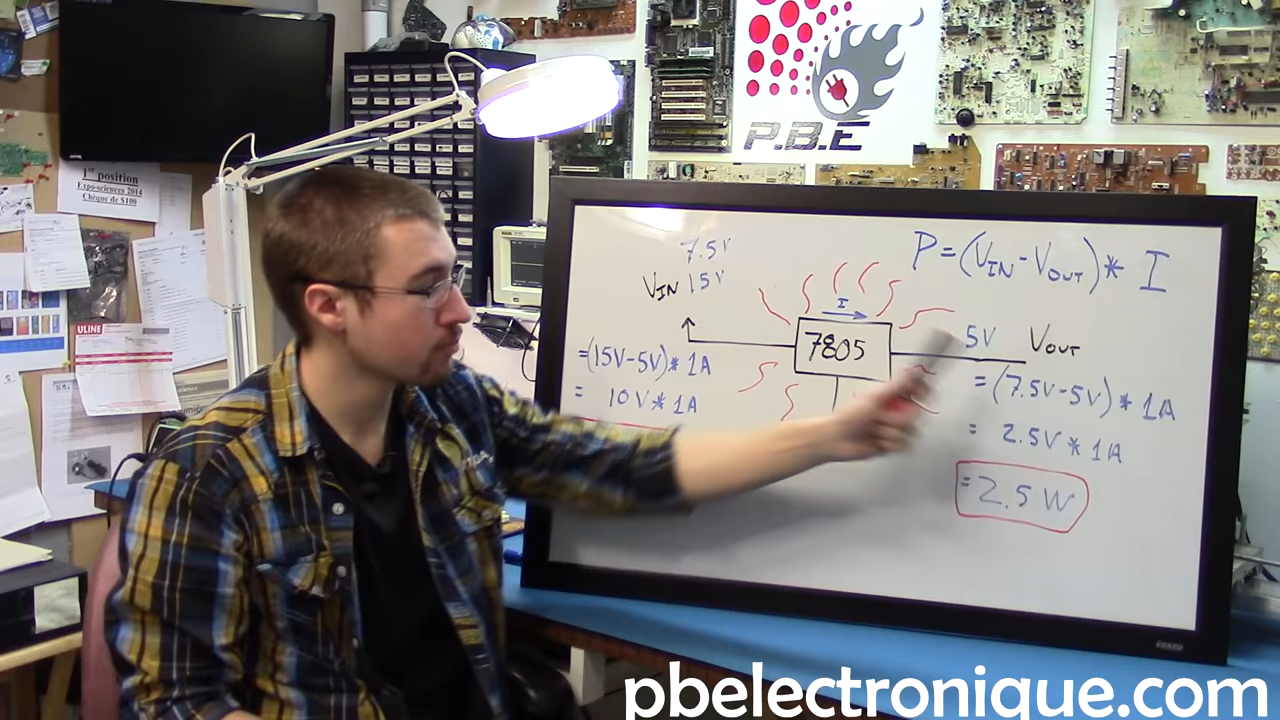 1er position
Expo-sciences 2014
Chèque de $100
ULINE
P.B.E
7.5V
VIN 15V
P=(VIN-VOUT)* I
I
7805
5V VOUT
=(15V-5V)* 1A
= 10V* 1A
=(7.5V-5V)* 1A
= 2.5V* 1A
=2.5W
pbelectronique.com